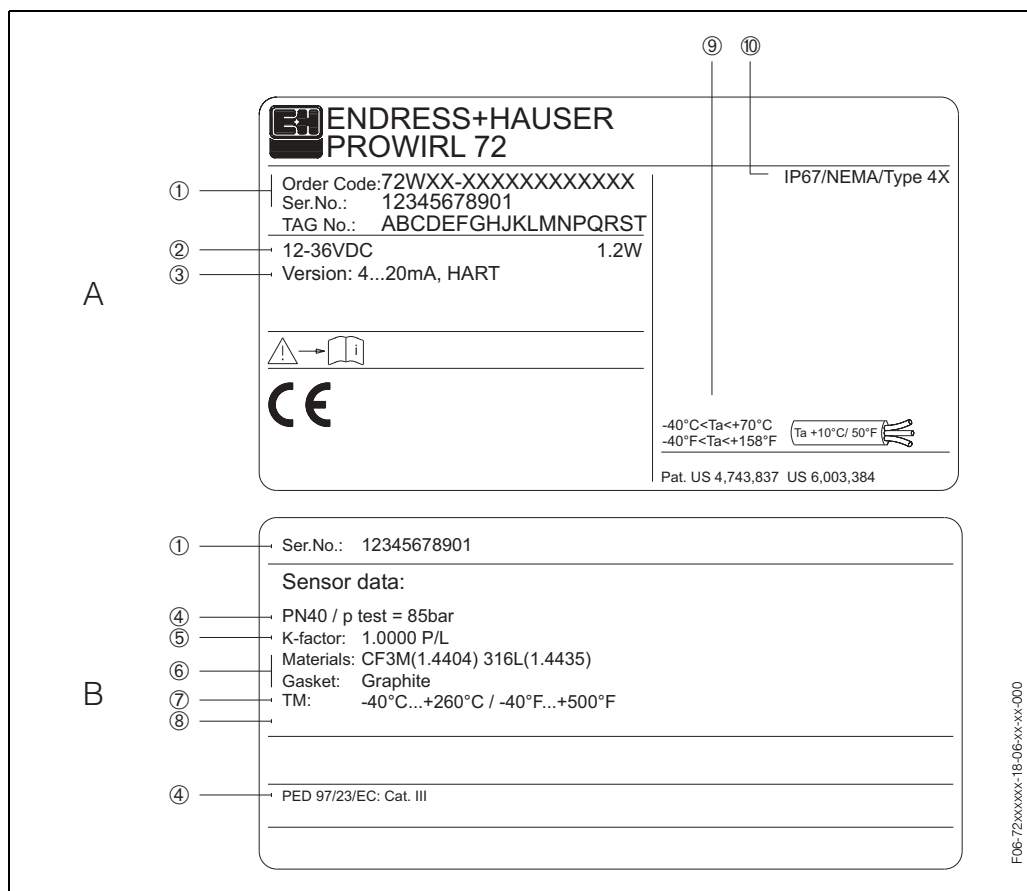 ⑨ ⑩
E+H
ENDRESS+HAUSER
PROWIRL 72
IP67/NEMA/Type 4X
① Order Code:72WXX-XXXXXXXXXXXX
Ser.No.: 12345678901
TAG No.: ABCDEFGHJKLMNPQRST
② 12-36VDC 1.2W
③ Version: 4...20mA, HART
A
i
CE
-40°C<Ta<+70°C
-40°F<Ta<+158°F
Ta +10°C/ 50°F
Pat. US 4,743,837 US 6,003,384
① Ser.No.: 12345678901
Sensor data:
④ PN40 / p test = 85bar
⑤ K-factor: 1.0000 P/L
⑥ Materials: CF3M(1.4404) 316L(1.4435)
Gasket: Graphite
B
⑦ TM: -40°C...+260°C / -40°F...+500°F
⑧
④ PED 97/23/EC: Cat. III
F06-72xxxxxx-18-06-xx-xx-000